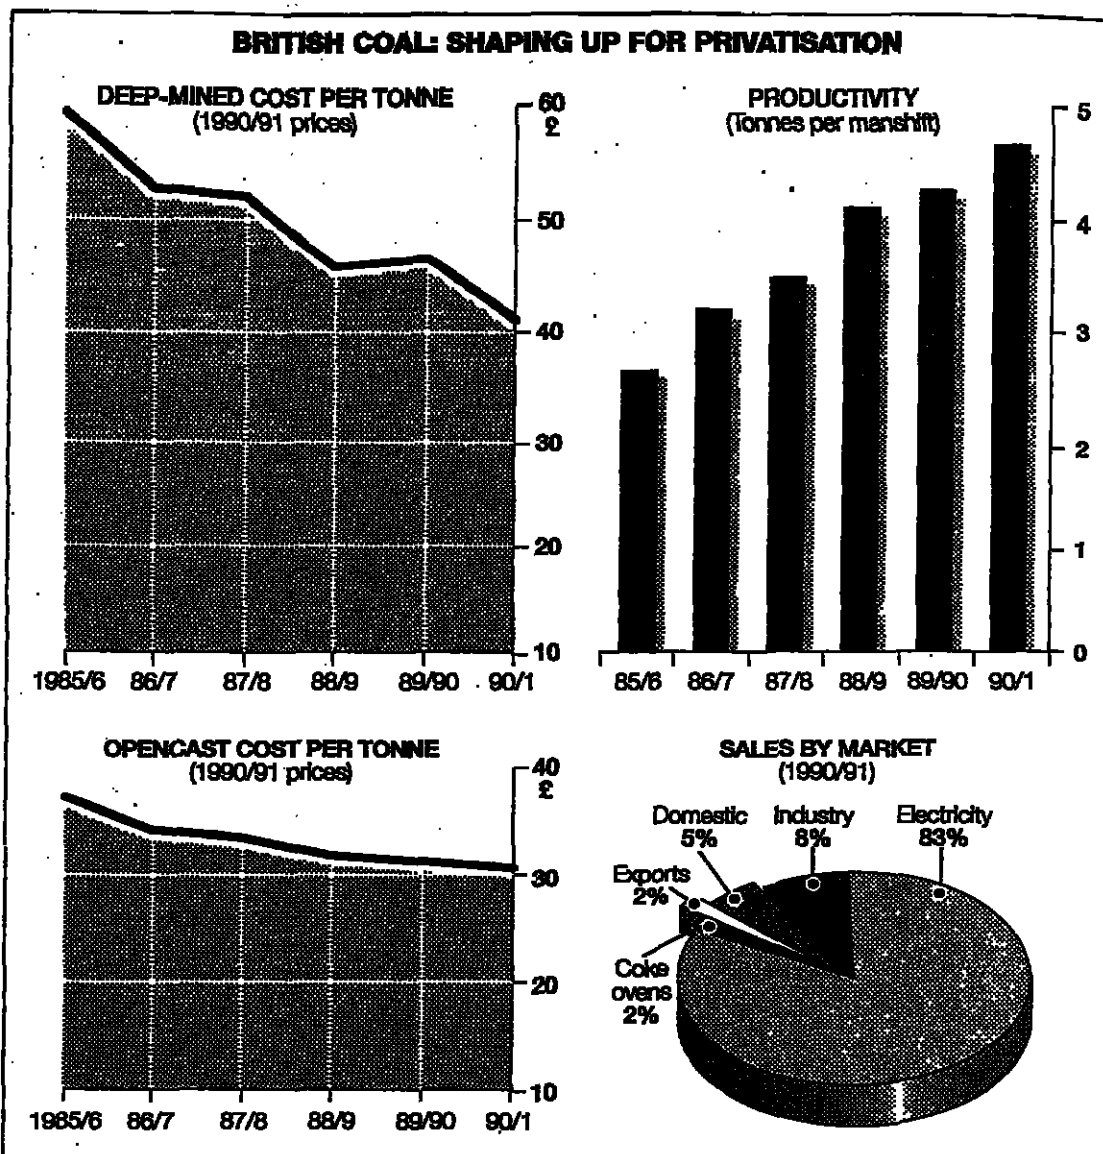 BRITISH COAL: SHAPING UP FOR PRIVATISATION
DEEP-MINED COST PER TONNE
(1990/91 prices)
60
£
50
40
30
20
10
1985/6 86/7 87/8 88/9 89/90 90/1
PRODUCTIVITY
(Tonnes per manshift)
5
4
3
2
1
0
85/6 86/7 87/8 88/9 89/90 90/1
OPENCAST COST PER TONNE
(1990/91 prices)
40
£
30
20
10
1985/6 86/7 87/8 88/9 89/90 90/1
SALES BY MARKET
(1990/91)
Domestic
5%
Industry
8%
Electricity
83%
Exports
2%
Coke
ovens
2%